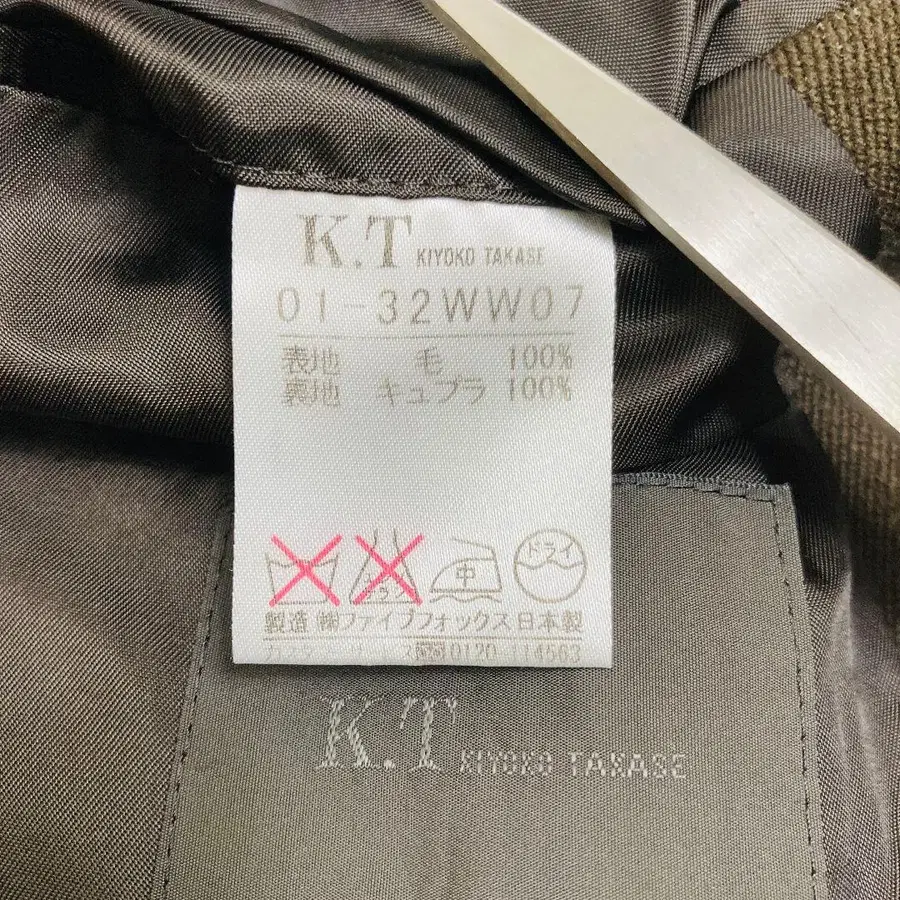 K.T KIYOKO TAKASE
01-32WW07
表地 毛 100%
裏地 キュプラ 100%
中 ドライ
製造 ㈱ファイブフォックス 日本製
0120-114563
K.T KIYOKO TAKASE